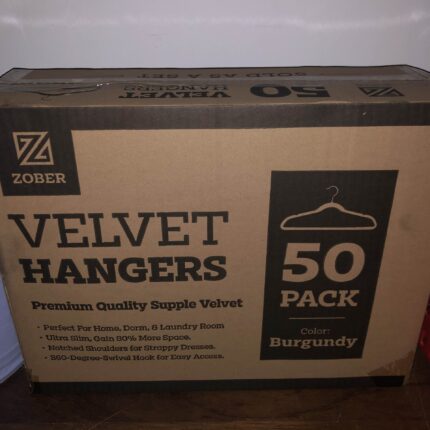 SOLD AS A SET
VELVET
HANGERS
50
ZOBER
VELVET
HANGERS
Premium Quality Supple Velvet
• Perfect For Home, Dorm, & Laundry Room
• Ultra Slim, Gain 50% More Space.
• Notched Shoulders for Strappy Dresses.
• 360-Degree-Swivel Hook for Easy Access.
50
PACK
Color:
Burgundy